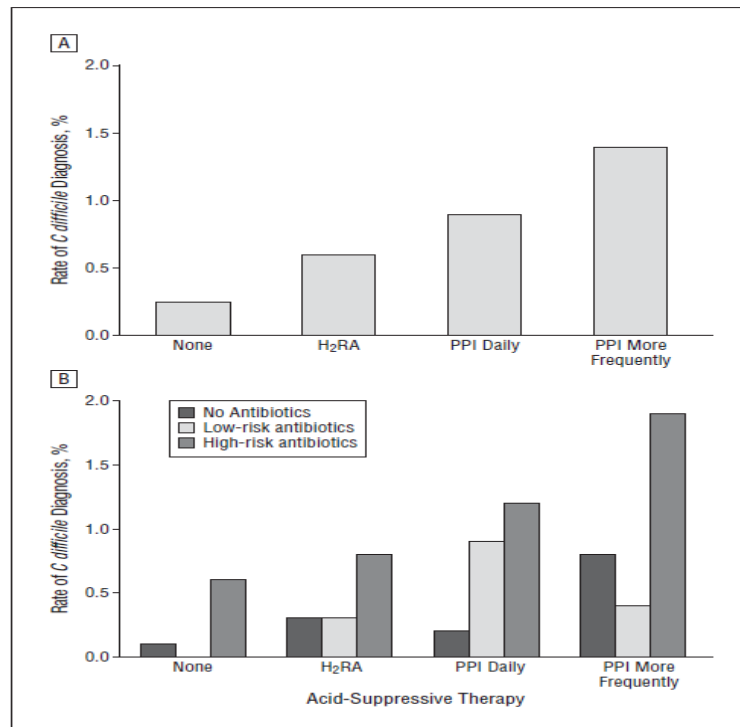 A
2.0
1.5
1.0
0.5
0.0
Rate of C difficile Diagnosis, %
None
H₂RA
PPI Daily
PPI More
Frequently
B
2.0
1.5
1.0
0.5
0.0
Rate of C difficile Diagnosis, %
No Antibiotics
Low-risk antibiotics
High-risk antibiotics
None
H₂RA
PPI Daily
PPI More
Frequently
Acid-Suppressive Therapy